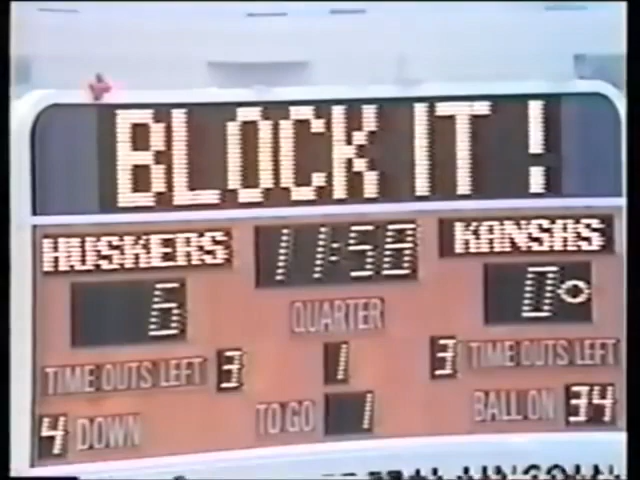 BLOCK IT!
HUSKERS 11:58 KANSAS
6 0
QUARTER
TIME OUTS LEFT 3 1 3 TIME OUTS LEFT
4 DOWN TO GO 1 BALL ON 34
LINCOLN